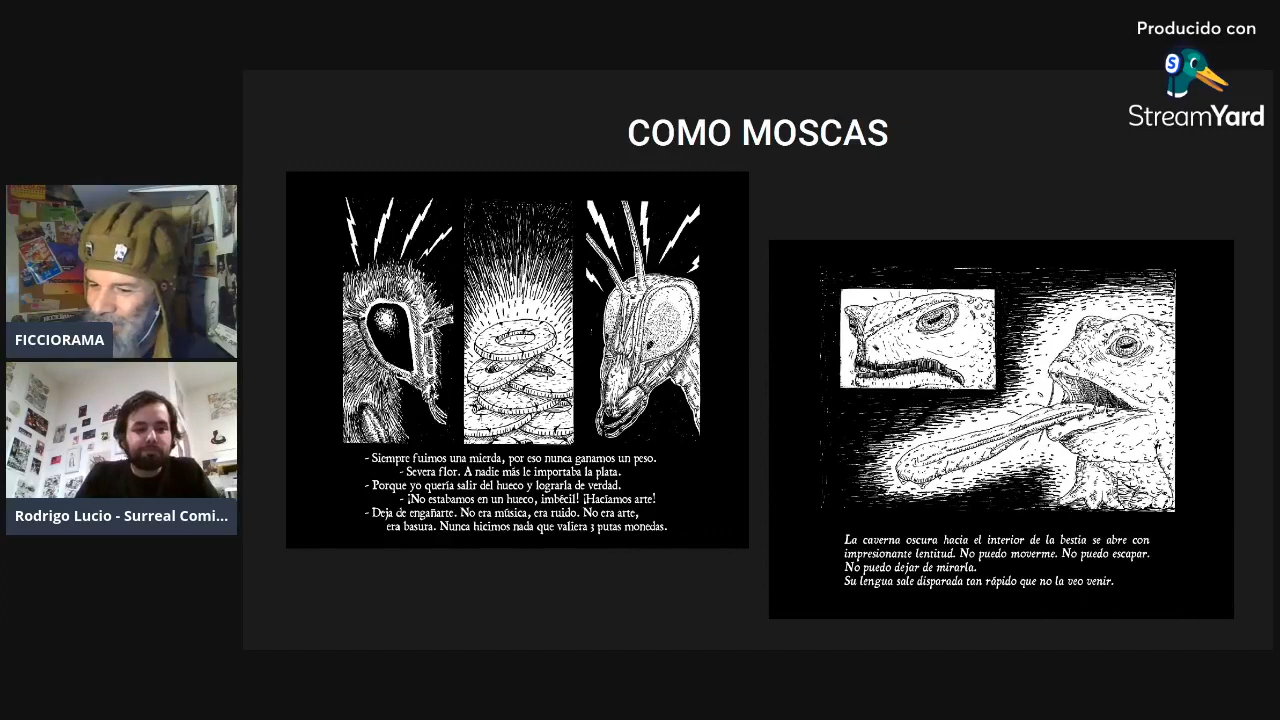 Producido con
StreamYard
COMO MOSCAS
FICCIORAMA
Rodrigo Lucio - Surreal Comi...
- Siempre fuimos una mierda, por eso nunca ganamos un peso.
- Severa flor. A nadie más le importaba la plata.
- Porque yo quería salir del hueco y lograrla de verdad.
- ¡No estabamos en un hueco, imbécil! ¡Hacíamos arte!
- Deja de engañarte. No era música, era ruido. No era arte,
era basura. Nunca hicimos nada que valiera 3 putas monedas.
La caverna oscura hacia el interior de la bestia se abre con
impresionante lentitud. No puedo moverme. No puedo escapar.
No puedo dejar de mirarla.
Su lengua sale disparada tan rápido que no la veo venir.